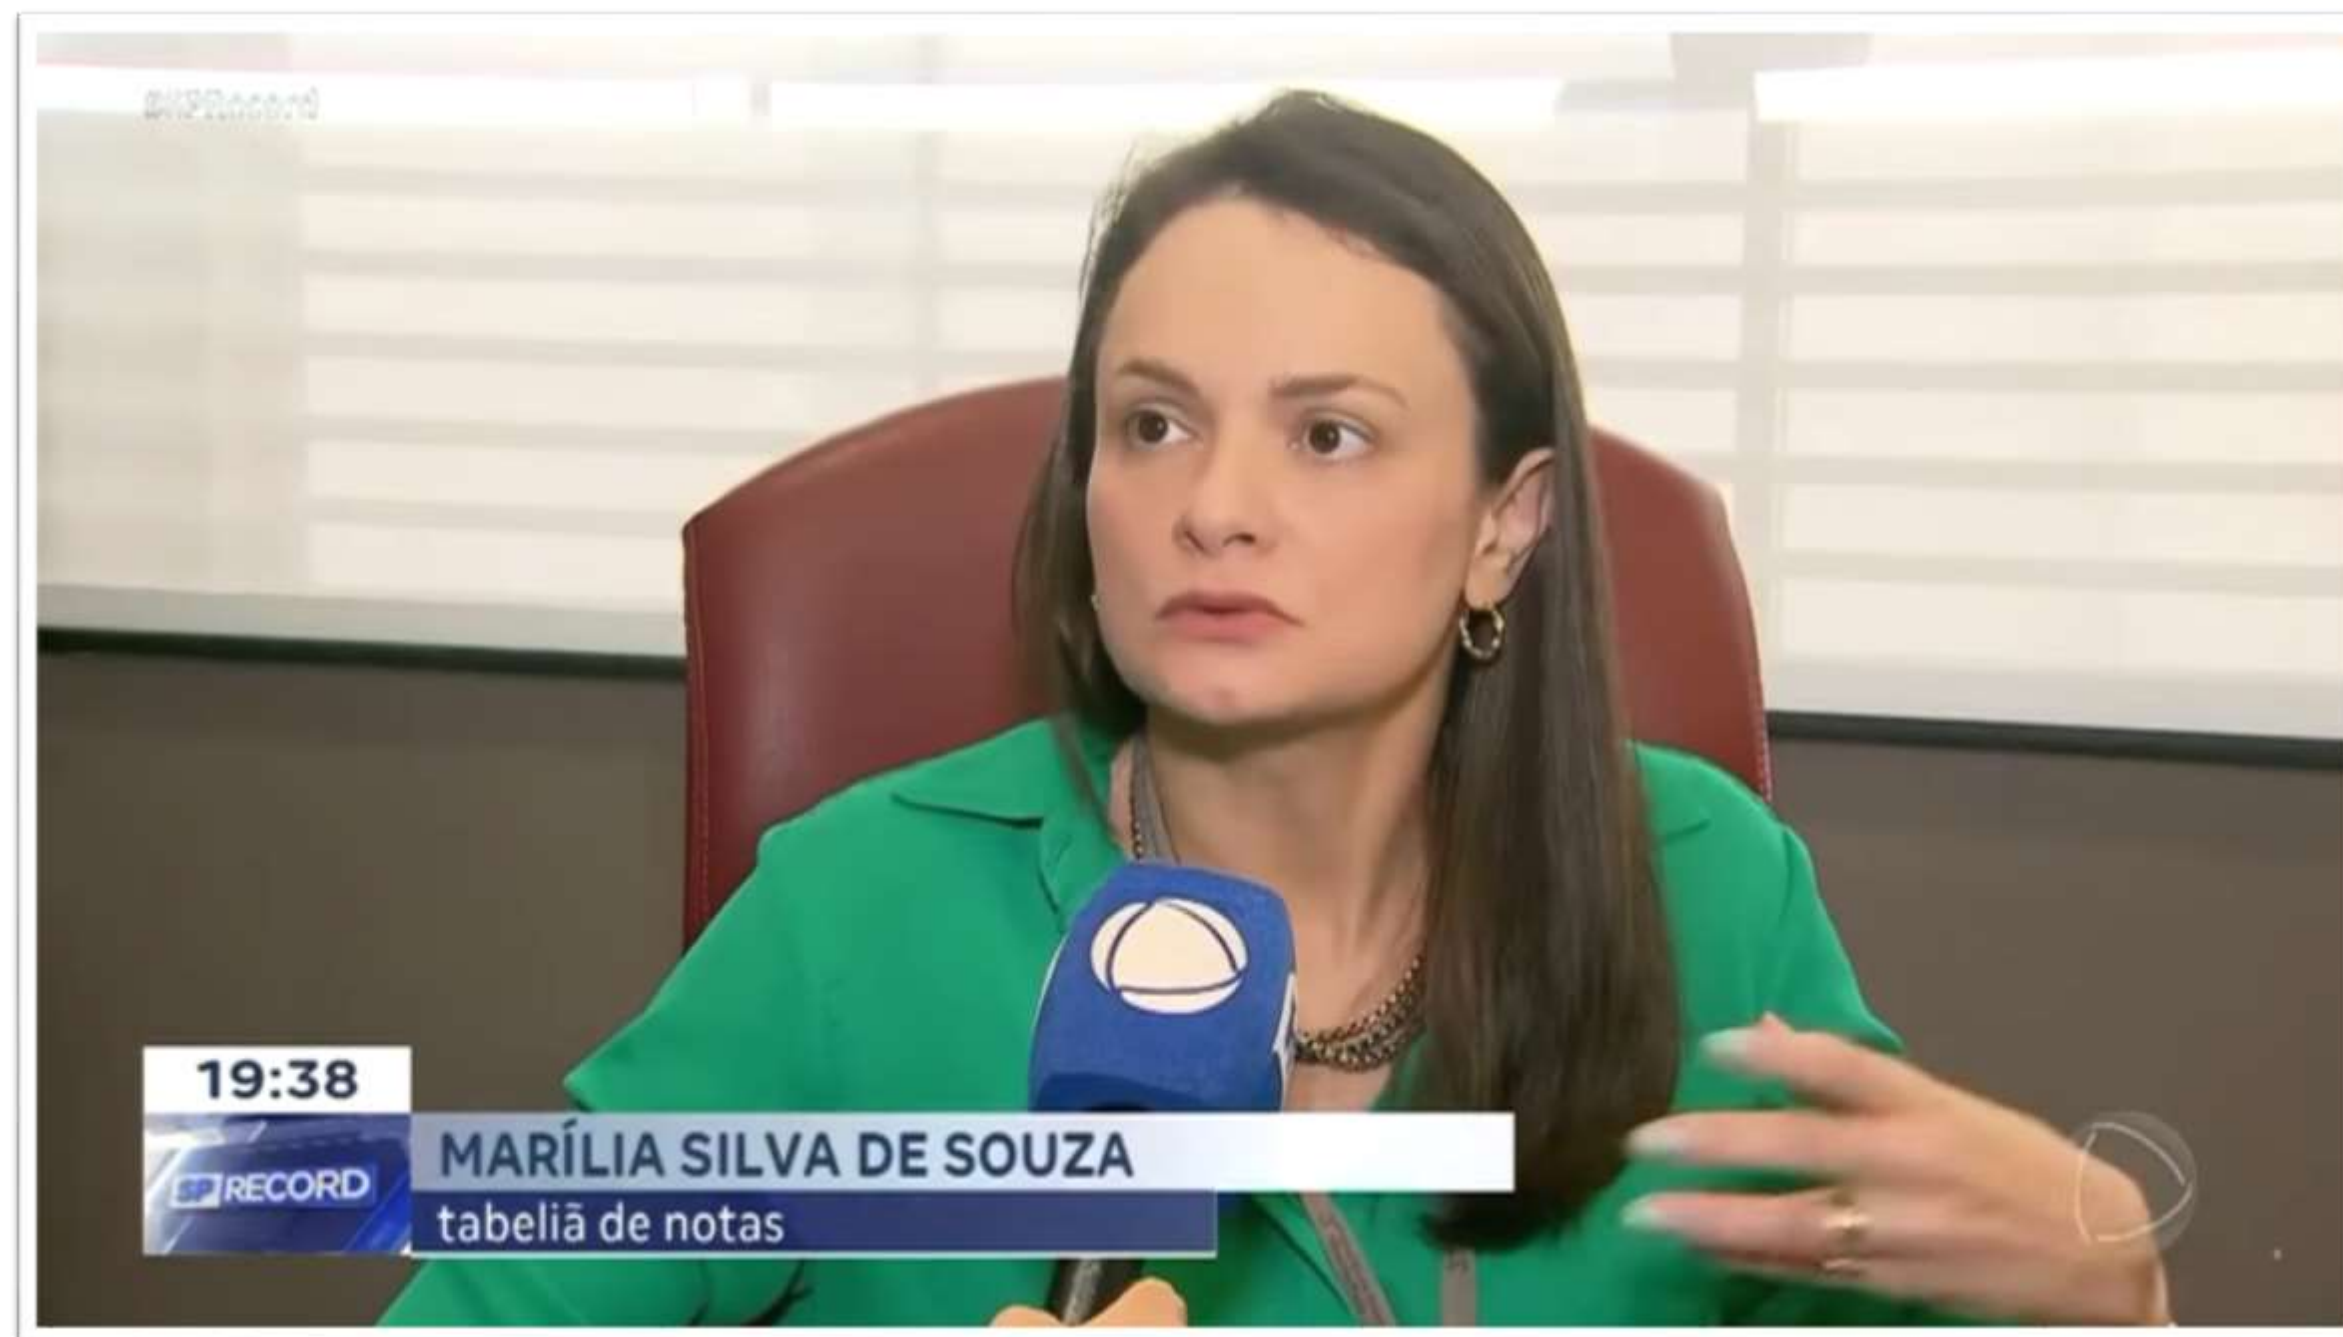 19:38
SP RECORD
MARÍLIA SILVA DE SOUZA
tabeliã de notas